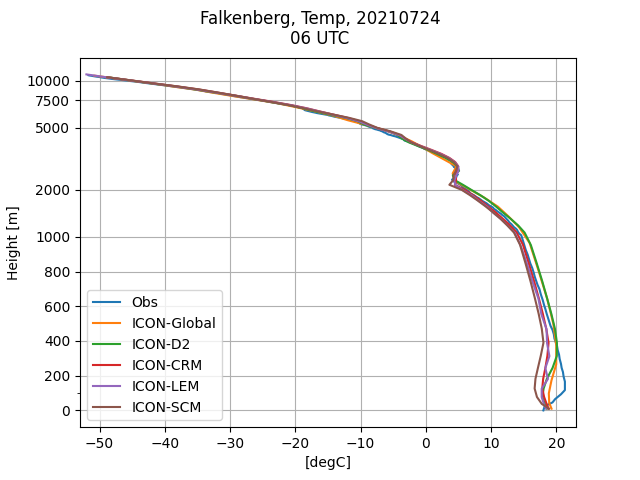 Falkenberg, Temp, 20210724
06 UTC
10000
7500
5000
2000
1000
800
600
400
200
0
Height [m]
Obs
ICON-Global
ICON-D2
ICON-CRM
ICON-LEM
ICON-SCM
−50 −40 −30 −20 −10 0 10 20
[degC]